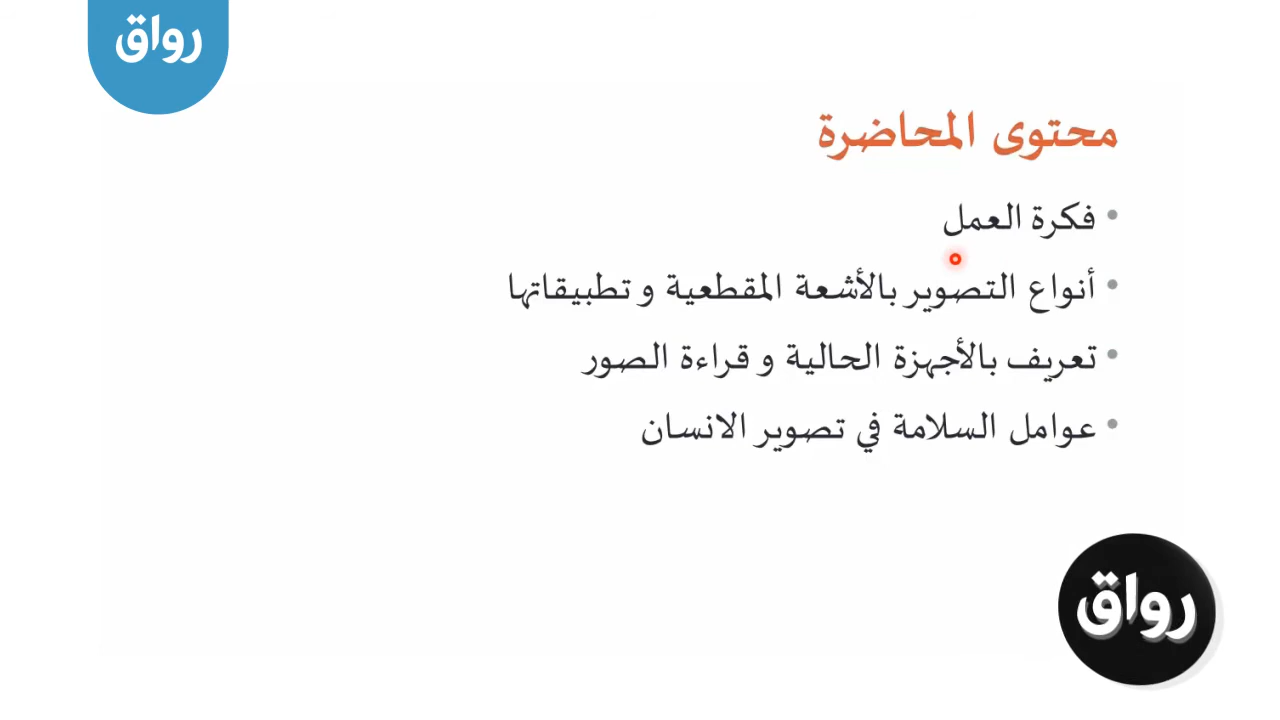 رواق
محتوى المحاضرة
• فكرة العمل
• أنواع التصوير بالأشعة المقطعية و تطبيقاتها
• تعريف بالأجهزة الحالية و قراءة الصور
• عوامل السلامة في تصوير الانسان
رواق